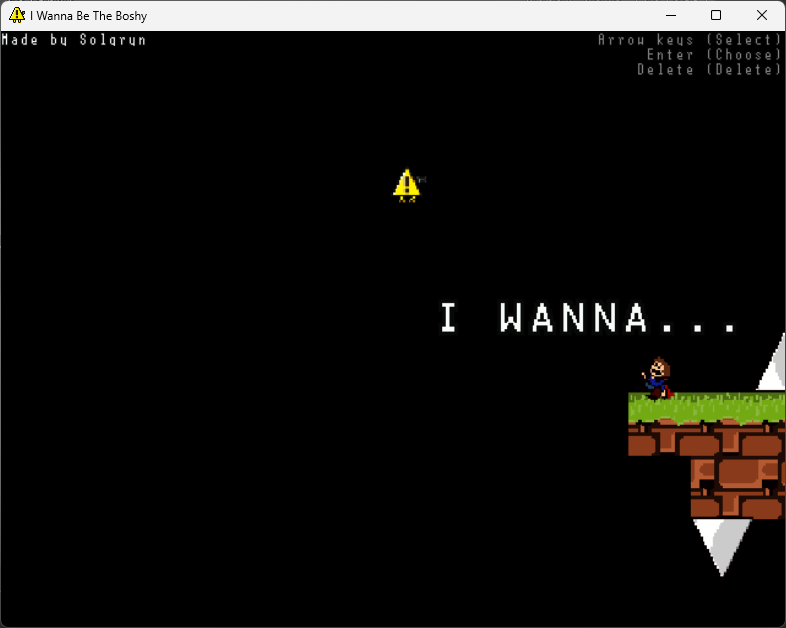 I Wanna Be The Boshy
Made by Solgryn
Arrow keys (Select)
Enter (Choose)
Delete (Delete)
I WANNA...